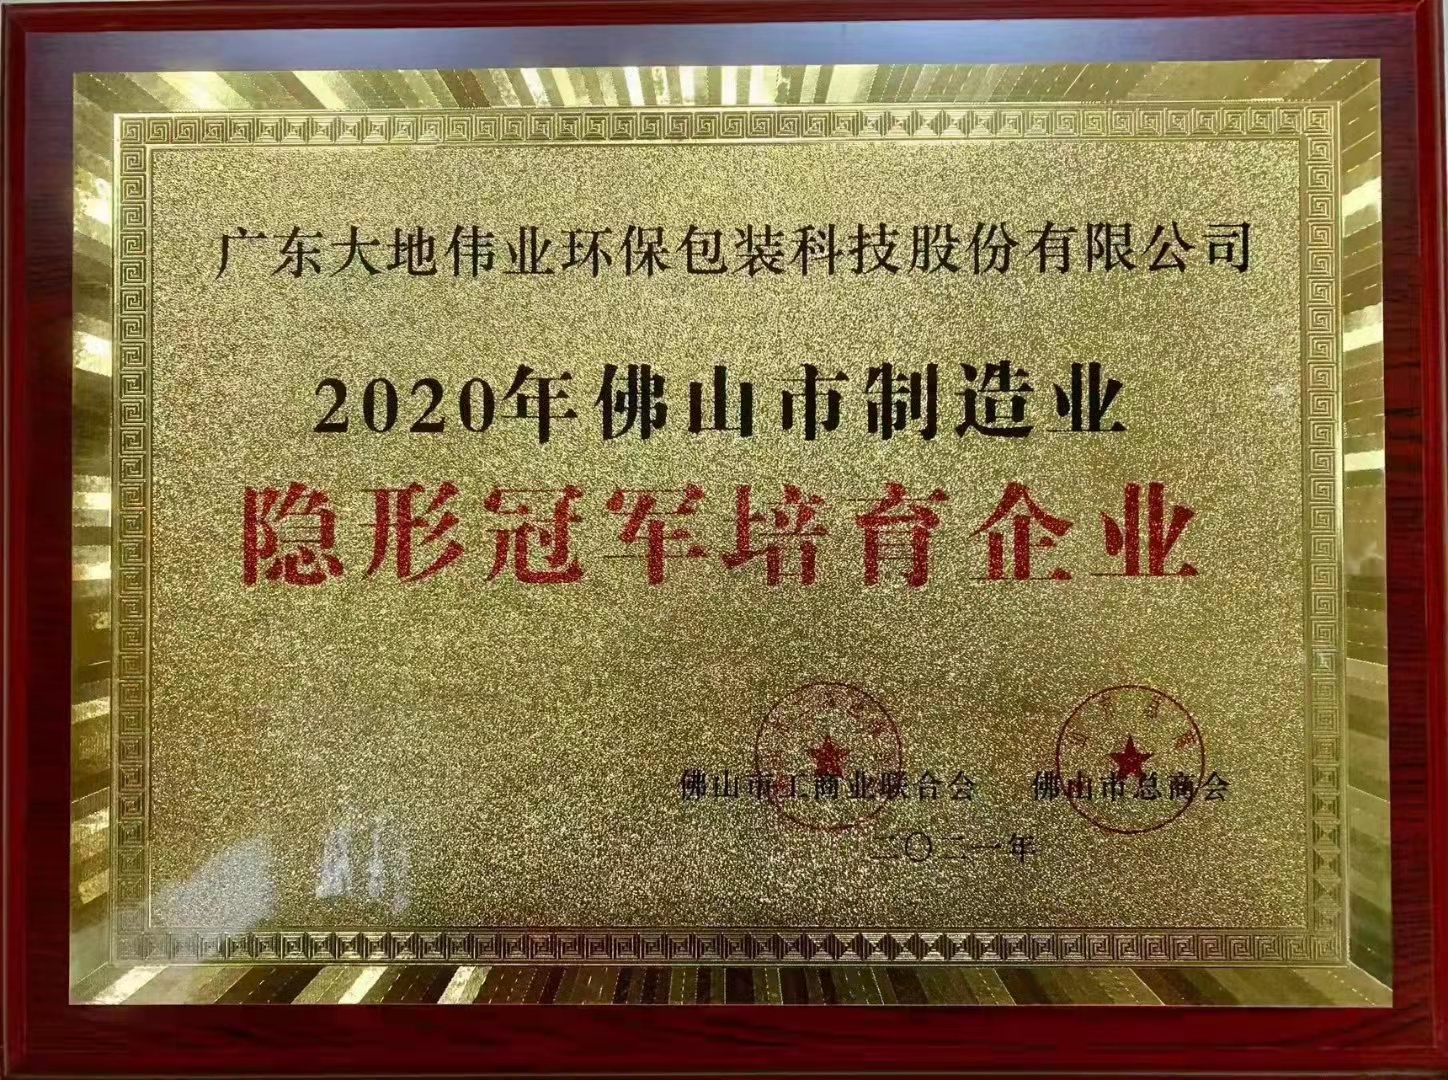 广东大地伟业环保包装科技股份有限公司
2020年佛山市制造业
隐形冠军培育企业
佛山市工商业联合会 佛山市总商会
二〇二一年